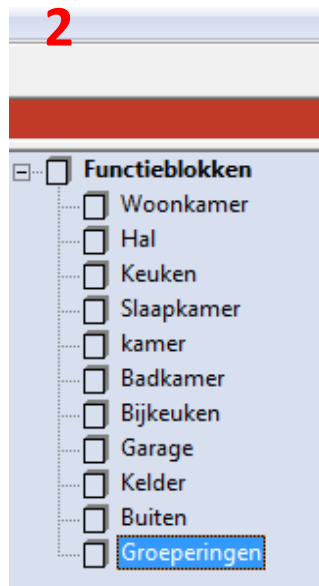 2
Functieblokken
Woonkamer
Hal
Keuken
Slaapkamer
kamer
Badkamer
Bijkeuken
Garage
Kelder
Buiten
Groeperingen